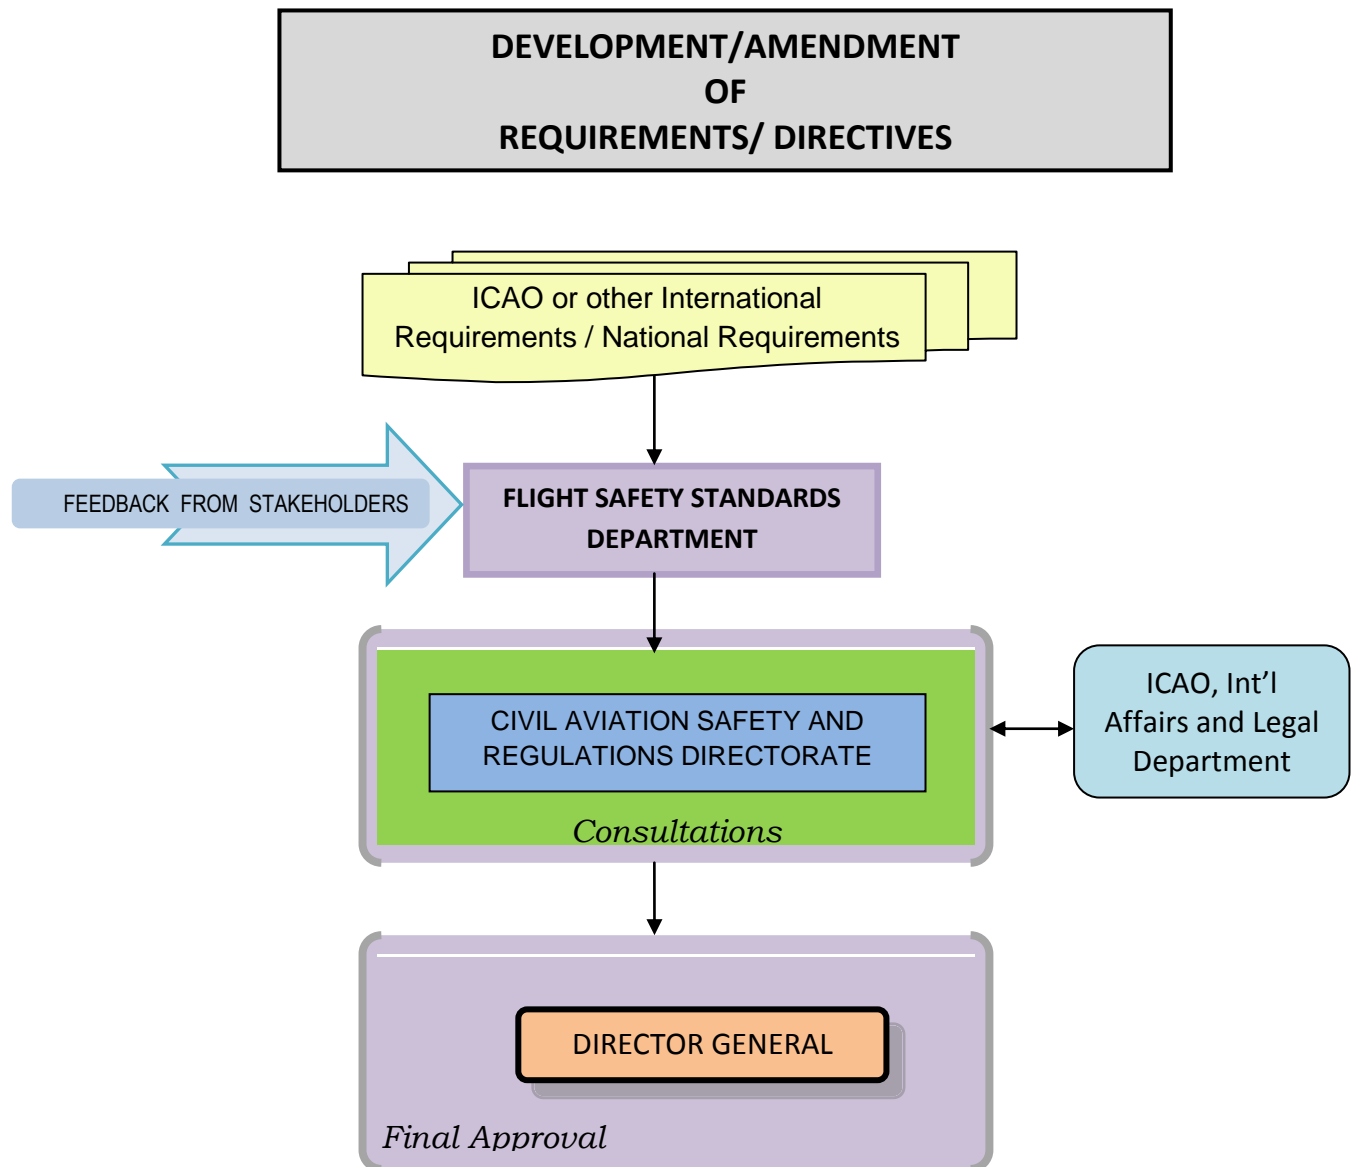 DEVELOPMENT/AMENDMENT
OF
REQUIREMENTS/ DIRECTIVES
ICAO or other International
Requirements / National Requirements
FEEDBACK FROM STAKEHOLDERS
FLIGHT SAFETY STANDARDS
DEPARTMENT
CIVIL AVIATION SAFETY AND
REGULATIONS DIRECTORATE
Consultations
ICAO, Int’l
Affairs and Legal
Department
DIRECTOR GENERAL
Final Approval